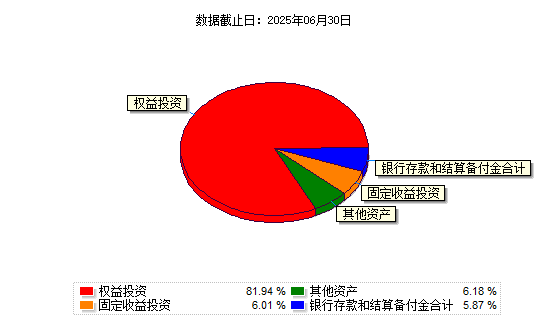 数据截止日：2025年06月30日
权益投资
银行存款和结算备付金合计
固定收益投资
其他资产
权益投资 81.94 % 其他资产 6.18 %
固定收益投资 6.01 % 银行存款和结算备付金合计 5.87 %